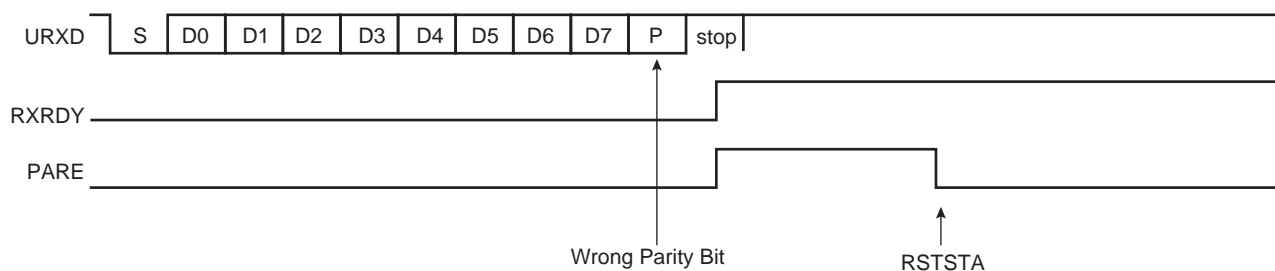 URXD S D0 D1 D2 D3 D4 D5 D6 D7 P stop
RXRDY
PARE
Wrong Parity Bit RSTSTA